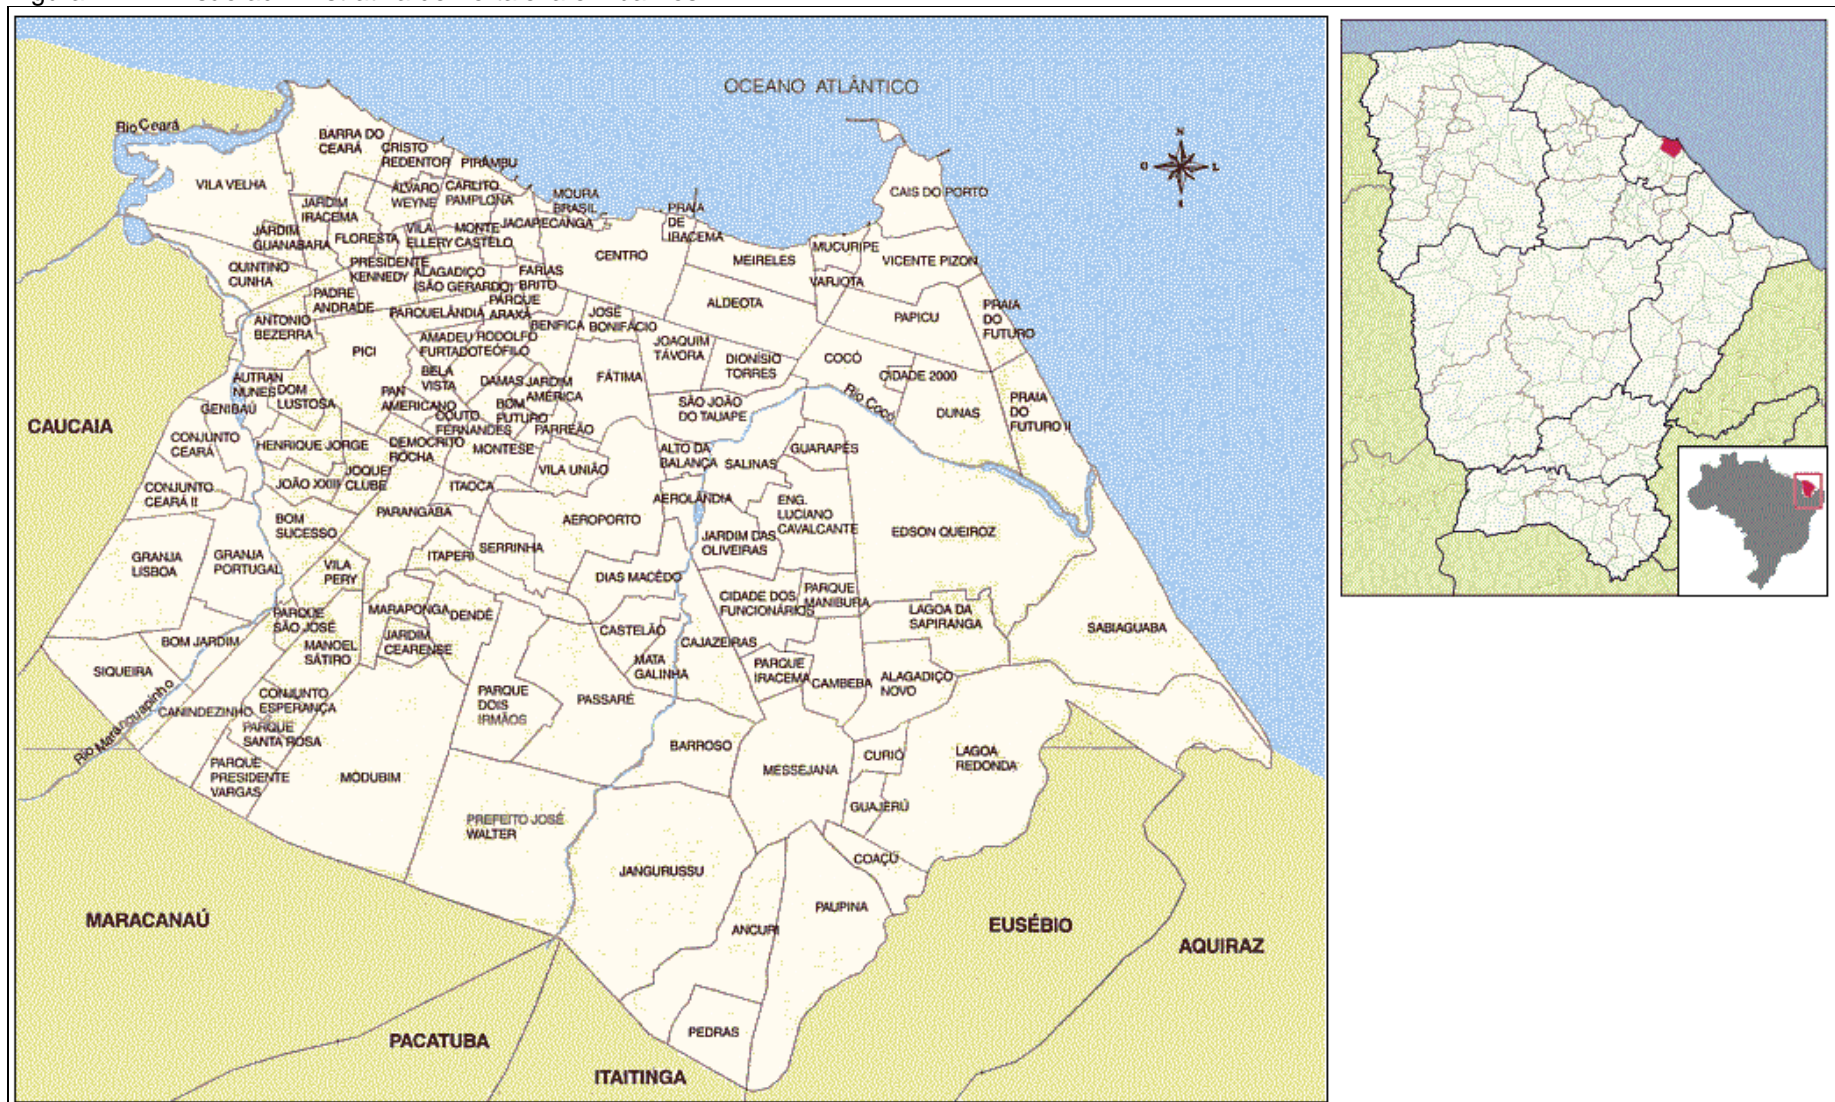 OCEANO ATLÂNTICO
Rio Ceará
BARRA DO
CEARÁ
CRISTO
REDENTOR
PIRAMBU
N
O
L
S
VILA VELHA
CAIS DO PORTO
ÁLVARO
WEYNE
CARLITO
PAMPLONA
MOURA
BRASIL
JARDIM
IRACEMA
PRAIA
DE
IRACEMA
JACARECANGA
JARDIM
GUANABARA
FLORESTA
VILA
ELLERY
MONTE
CASTELO
CENTRO
MEIRELES
MUCURIPE
VICENTE PIZON
QUINTINO
CUNHA
PRESIDENTE
KENNEDY
ALAGADIÇO
(SÃO GERARDO)
FARIAS
BRITO
VARJOTA
PADRE
ANDRADE
PARQUELÂNDIA
PARQUE
ARAXÁ
ALDEOTA
PAPICU
PRAIA
DO
FUTURO
ANTONIO
BEZERRA
BENFICA
JOSÉ
BONIFÁCIO
PICI
AMADEU
FURTADO
RODOLFO
TEÓFILO
JOAQUIM
TÁVORA
DIONÍSIO
TORRES
COCÓ
CIDADE 2000
AUTRAN
NUNES
DOM
LUSTOSA
BELA
VISTA
DAMAS
JARDIM
AMÉRICA
FÁTIMA
PAN
AMERICANO
BOM
FUTURO
SÃO JOÃO
DO TAUAPE
Rio Cocó
DUNAS
PRAIA
DO
FUTURO II
GENIBAÚ
COUTO
FERNANDES
PARREÃO
CAUCAIA
CONJUNTO
CEARÁ
HENRIQUE JORGE
DEMOCRITO
ROCHA
MONTESE
VILA UNIÃO
ALTO DA
BALANÇA
SALINAS
GUARAPÉS
CONJUNTO
CEARÁ II
JOÃO XXIII
JOQUEI
CLUBE
ITAOCA
AEROLÂNDIA
ENG.
LUCIANO
CAVALCANTE
BOM
SUCESSO
PARANGABA
AEROPORTO
JARDIM DAS
OLIVEIRAS
EDSON QUEIROZ
GRANJA
LISBOA
GRANJA
PORTUGAL
VILA
PERY
ITAPERI
SERRINHA
DIAS MACÊDO
CIDADE DOS
FUNCIONÁRIOS
PARQUE
MANIBURA
PARQUE
SÃO JOSÉ
MARAPONGA
DENDÊ
LAGOA DA
SAPIRANGA
SABIAGUABA
BOM JARDIM
MANOEL
SÁTIRO
JARDIM
CEARENSE
CASTELÃO
CAJAZEIRAS
SIQUEIRA
MATA
GALINHA
PARQUE
IRACEMA
CAMBEBA
ALAGADIÇO
NOVO
CANINDEZINHO
CONJUNTO
ESPERANÇA
PARQUE
DOIS
IRMÃOS
PASSARÉ
Rio Maranguapinho
PARQUE
SANTA ROSA
BARROSO
CURIÓ
LAGOA
REDONDA
PARQUE
PRESIDENTE
VARGAS
MODUBIM
MESSEJANA
GUAJERÚ
PREFEITO JOSÉ
WALTER
COAÇÚ
JANGURUSSU
PAUPINA
MARACANAÚ
ANCURI
EUSÉBIO
AQUIRAZ
PEDRAS
PACATUBA
ITAITINGA